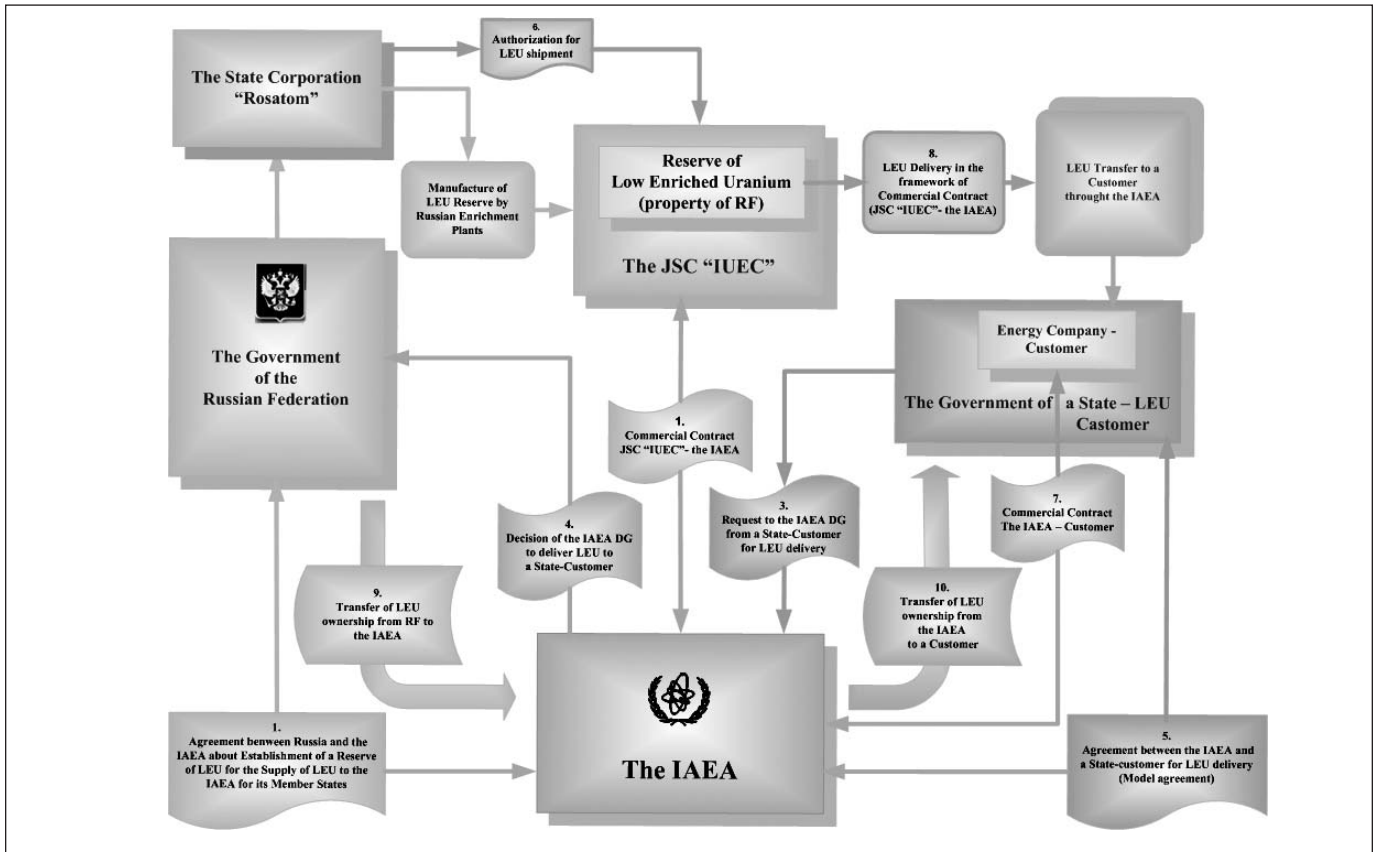 6.
Authorization for
LEU shipment
The State Corporation
“Rosatom”
Manufacture of
LEU Reserve by
Russian Enrichment
Plants
Reserve of
Low Enriched Uranium
(property of RF)
The JSC “IUEC”
8.
LEU Delivery in the
framework of
Commercial Contract
(JSC “IUEC”- the IAEA)
LEU Transfer to a
Customer
throught the IAEA
The Government
of the
Russian Federation
Energy Company -
Customer
The Government of a State – LEU
Castomer
1.
Commercial Contract
JSC “IUEC”- the IAEA
4.
Decision of the IAEA DG
to deliver LEU to
a State-Customer
3.
Request to the IAEA DG
from a State-Customer
for LEU delivery
7.
Commercial Contract
The IAEA – Customer
9.
Transfer of LEU
ownership from RF to
the IAEA
10.
Transfer of LEU
ownership from
the IAEA
to a Customer
1.
Agreement benween Russia and the
IAEA about Establishment of a Reserve
of LEU for the Supply of LEU to the
IAEA for its Member States
The IAEA
5.
Agreement between the IAEA and
a State-customer for LEU delivery
(Model agreement)